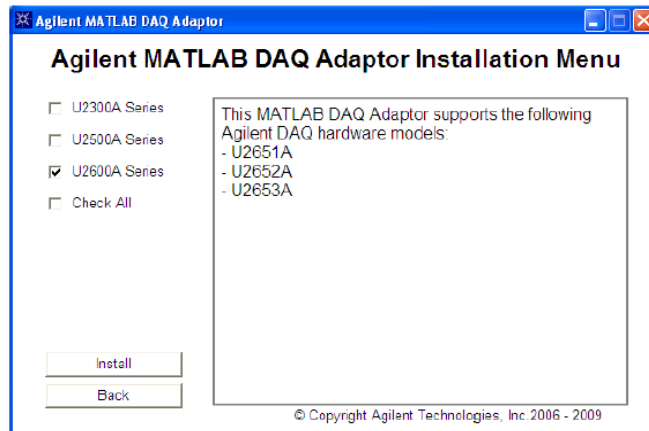 Agilent MATLAB DAQ Adaptor
Agilent MATLAB DAQ Adaptor Installation Menu
U2300A Series
U2500A Series
U2600A Series
Check All
This MATLAB DAQ Adaptor supports the following
Agilent DAQ hardware models:
- U2651A
- U2652A
- U2653A
Install
Back
© Copyright Agilent Technologies, Inc.2006 - 2009